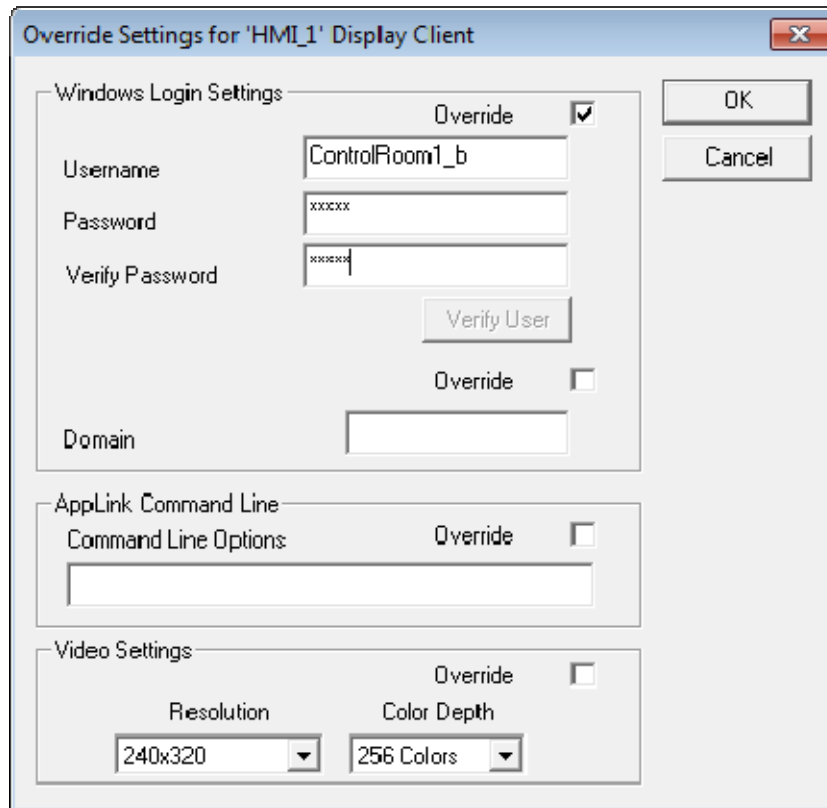 Override Settings for 'HMI_1' Display Client
Windows Login Settings
Override
OK
Username
ControlRoom1_b
Cancel
Password
xxxxx
Verify Password
xxxxx
Verify User
Override
Domain
AppLink Command Line
Command Line Options
Override
Video Settings
Override
Resolution
Color Depth
240x320
256 Colors